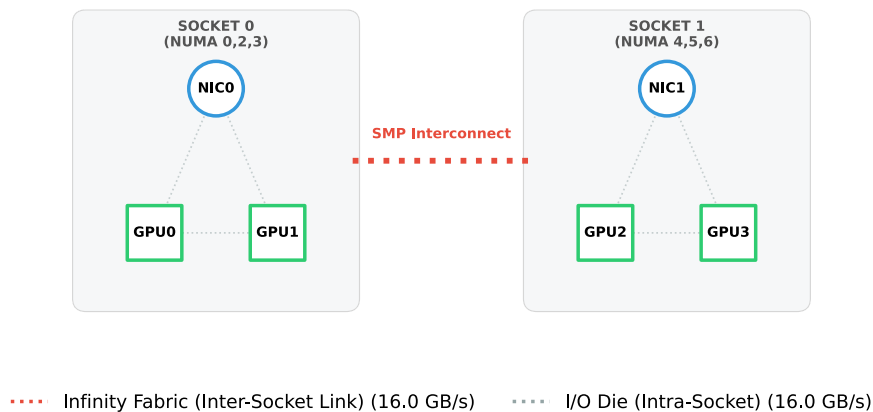 SOCKET 0
(NUMA 0,2,3)
NIC0
GPU0
GPU1
SMP Interconnect
SOCKET 1
(NUMA 4,5,6)
NIC1
GPU2
GPU3
Infinity Fabric (Inter-Socket Link) (16.0 GB/s)
I/O Die (Intra-Socket) (16.0 GB/s)